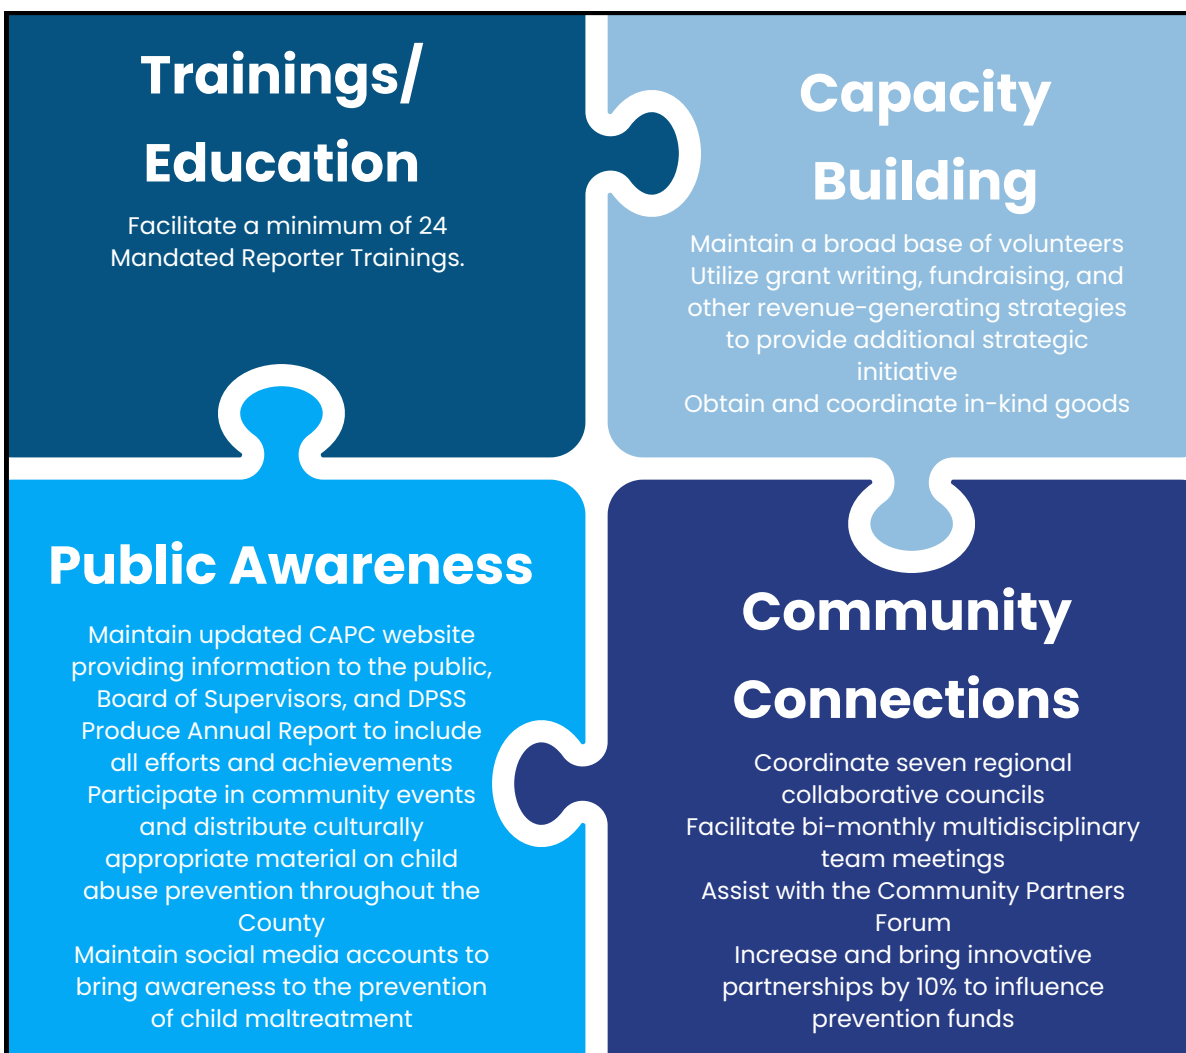 Trainings/
Education
Facilitate a minimum of 24
Mandated Reporter Trainings.
Capacity
Building
Maintain a broad base of volunteers
Utilize grant writing, fundraising, and
other revenue-generating strategies
to provide additional strategic
initiative
Obtain and coordinate in-kind goods
Public Awareness
Maintain updated CAPC website
providing information to the public,
Board of Supervisors, and DPSS
Produce Annual Report to include
all efforts and achievements
Participate in community events
and distribute culturally
appropriate material on child
abuse prevention throughout the
County
Maintain social media accounts to
bring awareness to the prevention
of child maltreatment
Community
Connections
Coordinate seven regional
collaborative councils
Facilitate bi-monthly multidisciplinary
team meetings
Assist with the Community Partners
Forum
Increase and bring innovative
partnerships by 10% to influence
prevention funds